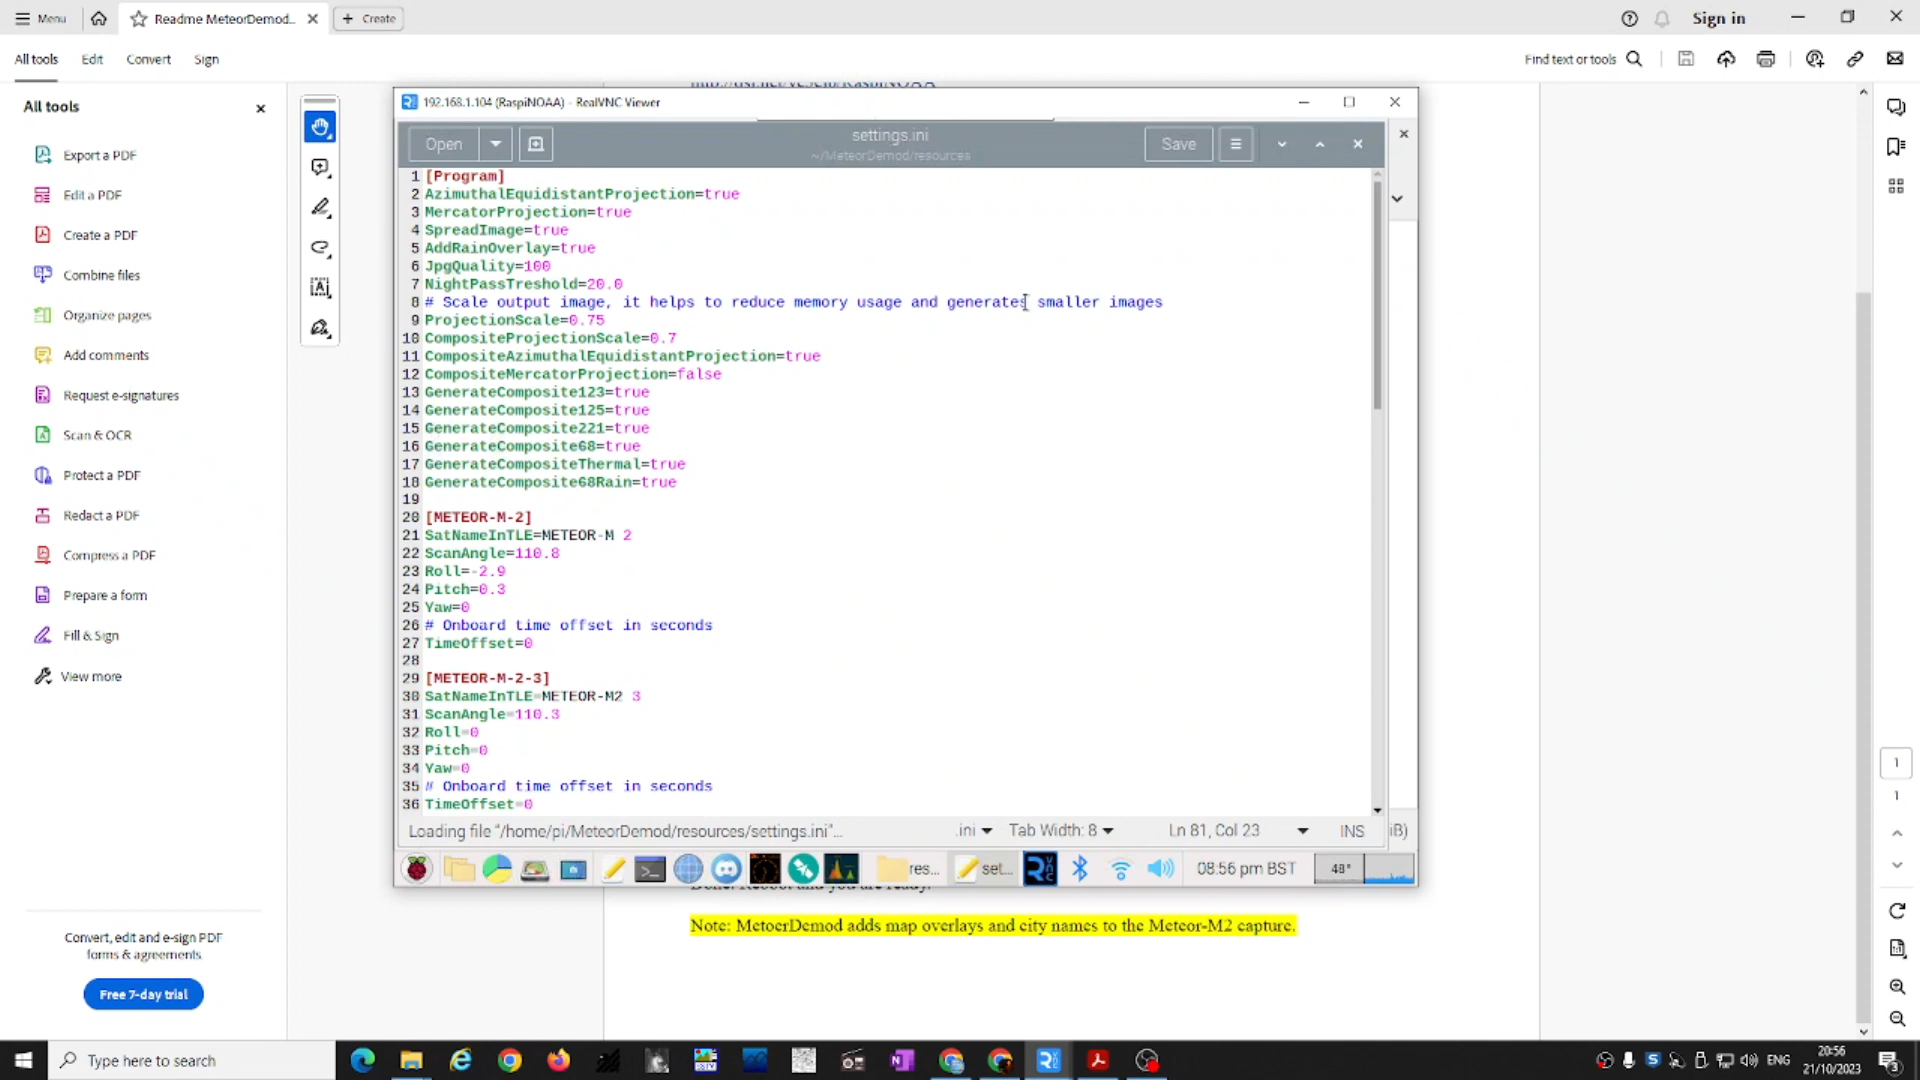 Menu
Readme MeteorDemod...
Create
Sign in
All tools
Edit
Convert
Sign
Find text or tools
All tools
Export a PDF
Edit a PDF
Create a PDF
Combine files
Organize pages
Add comments
Request e-signatures
Scan & OCR
Protect a PDF
Redact a PDF
Compress a PDF
Prepare a form
Fill & Sign
View more
Convert, edit and e-sign PDF
forms & agreements
Free 7-day trial
192.168.1.104 (RaspiNOAA) - RealVNC Viewer
Open
settings.ini
~/MeteorDemod/resources
Save
1 [Program]
2 AzimuthalEquidistantProjection=true
3 MercatorProjection=true
4 SpreadImage=true
5 AddRainOverlay=true
6 JpgQuality=100
7 NightPassTreshold=20.0
8 # Scale output image, it helps to reduce memory usage and generates smaller images
9 ProjectionScale=0.75
10 CompositeProjectionScale=0.7
11 CompositeAzimuthalEquidistantProjection=true
12 CompositeMercatorProjection=false
13 GenerateComposite123=true
14 GenerateComposite125=true
15 GenerateComposite221=true
16 GenerateComposite68=true
17 GenerateCompositeThermal=true
18 GenerateComposite68Rain=true
19
20 [METEOR-M-2]
21 SatNameInTLE=METEOR-M 2
22 ScanAngle=110.8
23 Roll=-2.9
24 Pitch=0.3
25 Yaw=0
26 # Onboard time offset in seconds
27 TimeOffset=0
28
29 [METEOR-M-2-3]
30 SatNameInTLE=METEOR-M2 3
31 ScanAngle=110.3
32 Roll=0
33 Pitch=0
34 Yaw=0
35 # Onboard time offset in seconds
36 TimeOffset=0
Loading file "/home/pi/MeteorDemod/resources/settings.ini"...
.ini
Tab Width: 8
Ln 81, Col 23
INS
iB)
res...
set...
08:56 pm BST
48°
Note: MetoerDemod adds map overlays and city names to the Meteor-M2 capture.
1
1
Type here to search
ENG
20:56
21/10/2023
3